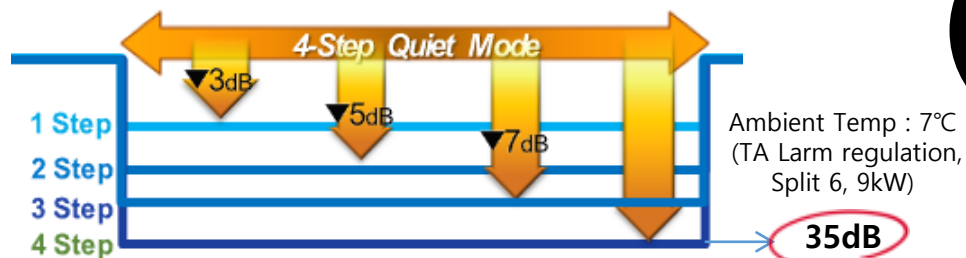 4-Step Quiet Mode
▼3dB
▼5dB
▼7dB
1 Step
2 Step
3 Step
4 Step
Ambient Temp : 7℃
(TA Larm regulation,
Split 6, 9kW)
35dB